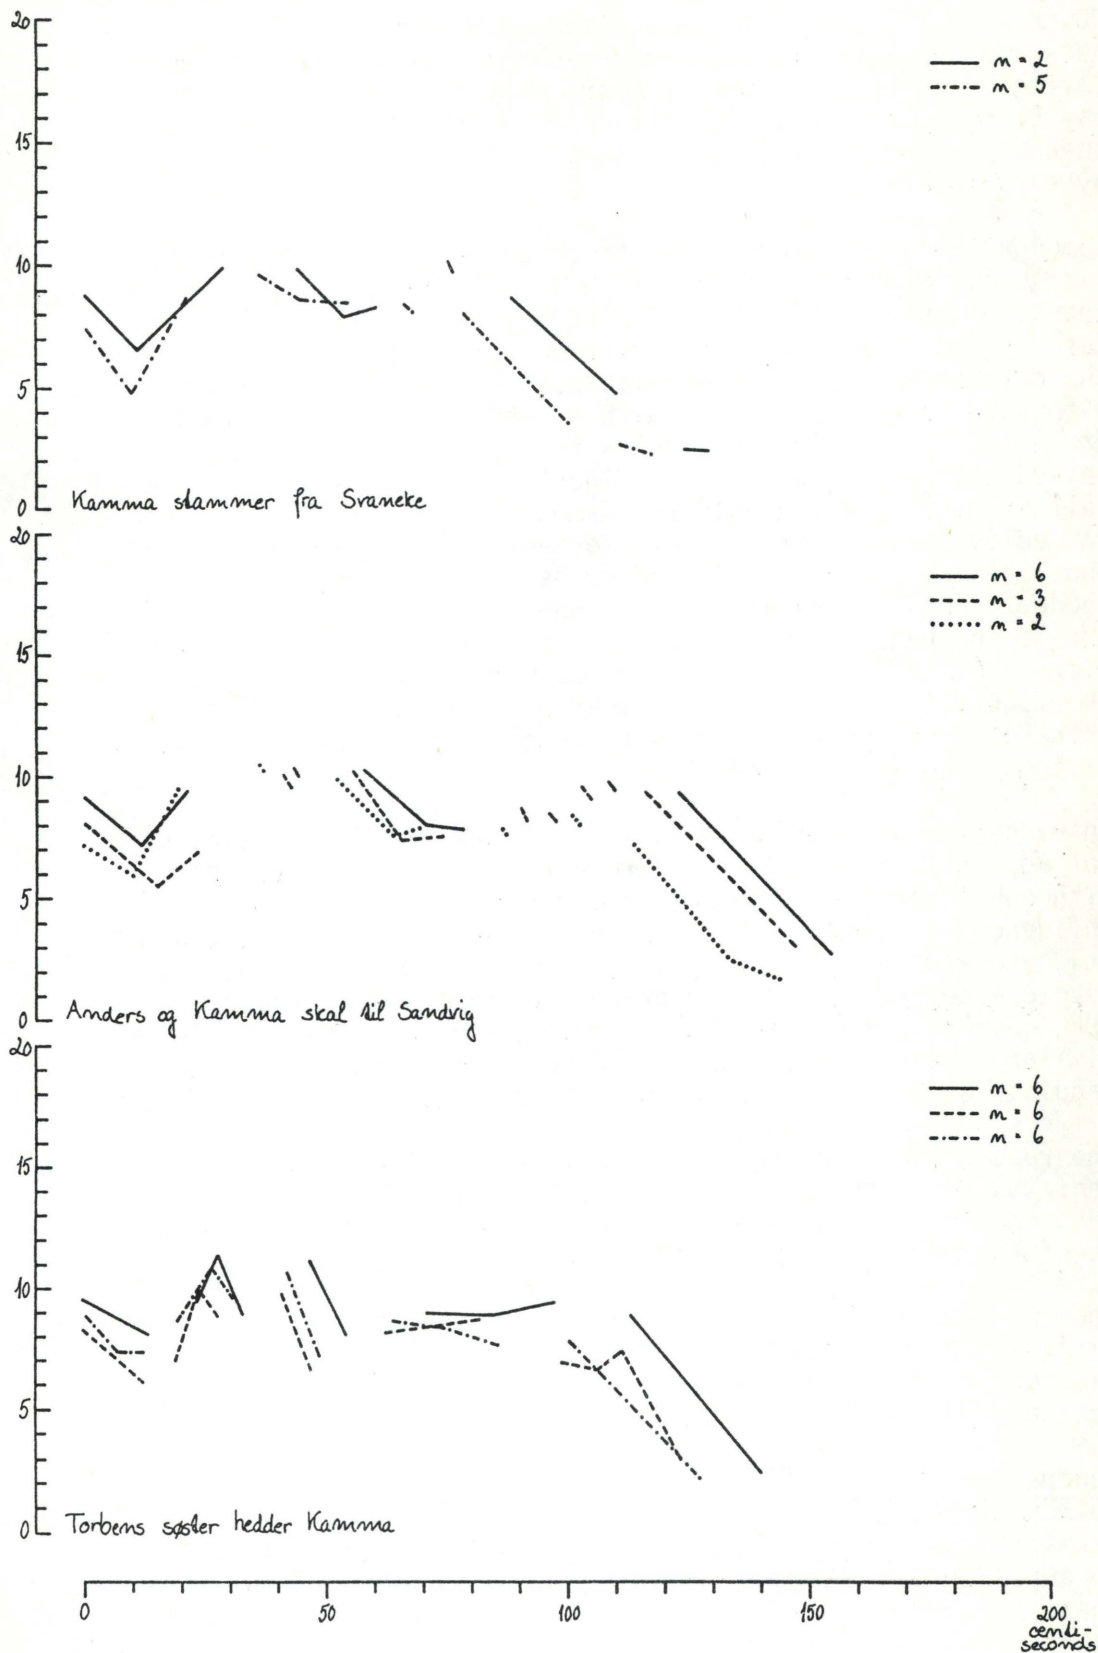 20
15
10
5
0
n = 2
n = 5
Kamma stammer fra Svaneke
20
15
10
5
0
n = 6
n = 3
n = 2
Anders og Kamma skal til Sandvig
20
15
10
5
0
n = 6
n = 6
n = 6
Torbens søster hedder Kamma
0 50 100 150 200
centi-
seconds